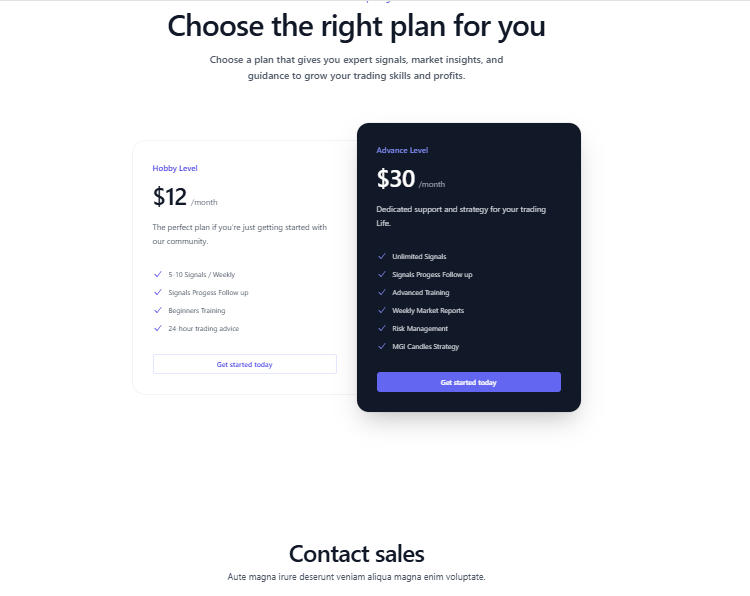 Choose the right plan for you
Choose a plan that gives you expert signals, market insights, and
guidance to grow your trading skills and profits.
Hobby Level
$12 /month
The perfect plan if you're just getting started with
our community.
5-10 Signals / Weekly
Signals Progess Follow up
Beginners Training
24-hour trading advice
Get started today
Advance Level
$30 /month
Dedicated support and strategy for your trading
Life.
Unlimited Signals
Signals Progess Follow up
Advanced Training
Weekly Market Reports
Risk Management
MGI Candles Strategy
Get started today
Contact sales
Aute magna irure deserunt veniam aliqua magna enim voluptate.